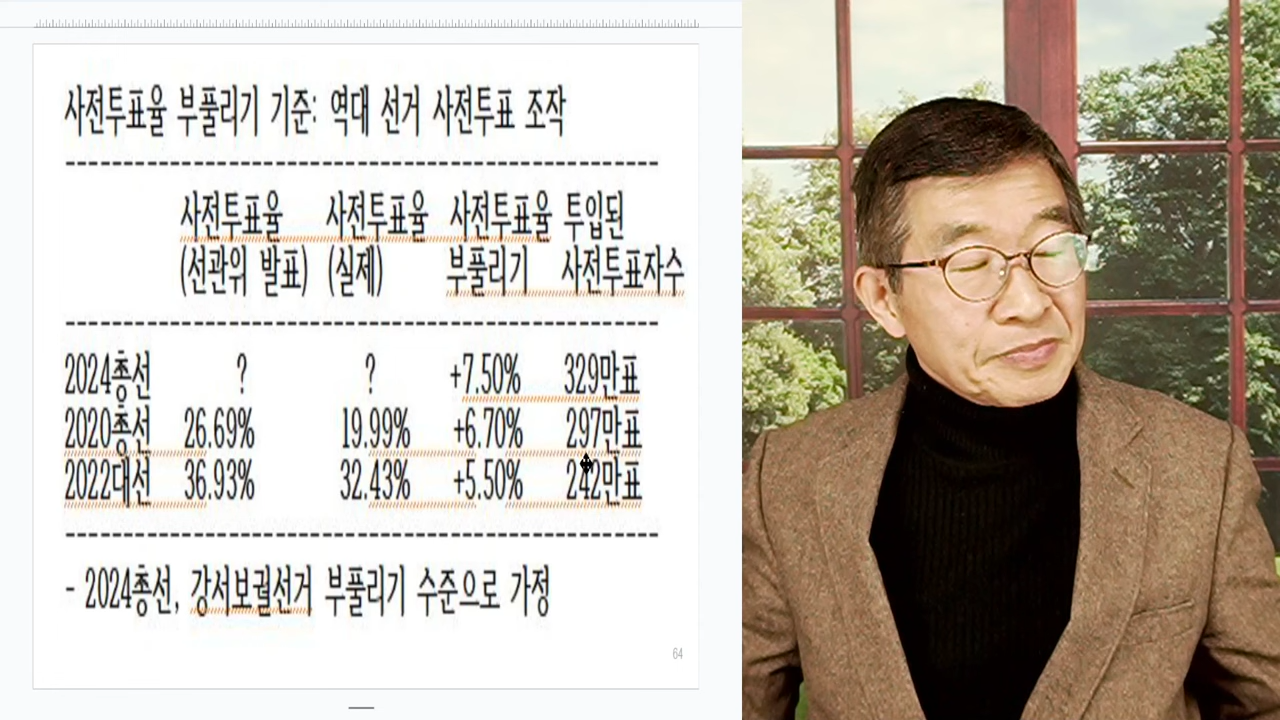 사전투표율 부풀리기 기준: 역대 선거 사전투표 조작
사전투표율 사전투표율 사전투표율 투입된
(선관위 발표) (실제) 부풀리기 사전투표자수
2024총선 ? ? +7.50% 329만표
2020총선 26.69% 19.99% +6.70% 297만표
2022대선 36.93% 32.43% +5.50% 242만표
- 2024총선, 강서보궐선거 부풀리기 수준으로 가정
64